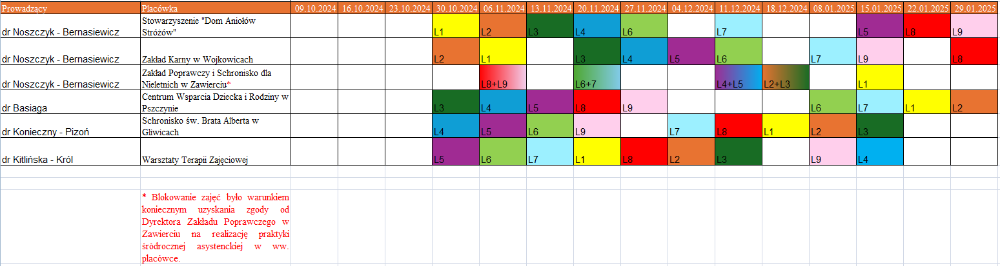 Prowadzący Placówka 09.10.2024 16.10.2024 23.10.2024 30.10.2024 06.11.2024 13.11.2024 20.11.2024 27.11.2024 04.12.2024 11.12.2024 18.12.2024 08.01.2025 15.01.2025 22.01.2025 29.01.2025
Stowarzyszenie "Dom Aniołów
dr Noszczyk - Bernasiewicz Stróżów" L1 L2 L3 L4 L6 L7 L5 L8 L9
dr Noszczyk - Bernasiewicz Zakład Karny w Wojkowicach L2 L1 L3 L4 L5 L6 L7 L9 L8
Zakład Poprawczy i Schronisko dla
dr Noszczyk - Bernasiewicz Nieletnich w Zawierciu* L8+L9 L6+7 L4+L5 L2+L3 L1
Centrum Wsparcia Dziecka i Rodziny w
dr Basiaga Pszczynie L3 L4 L5 L8 L9 L6 L7 L1 L2
Schronisko św. Brata Alberta w
dr Konieczny - Pizoń Gliwicach L4 L5 L6 L9 L7 L8 L1 L2 L3
dr Kitlińska - Król Warsztaty Terapii Zajęciowej L5 L6 L7 L1 L8 L2 L3 L9 L4
* Blokowanie zajęć było warunkiem
koniecznym uzyskania zgody od
Dyrektora Zakładu Poprawczego w
Zawierciu na realizację praktyki
śródrocznej asystenckiej w ww.
placówce.